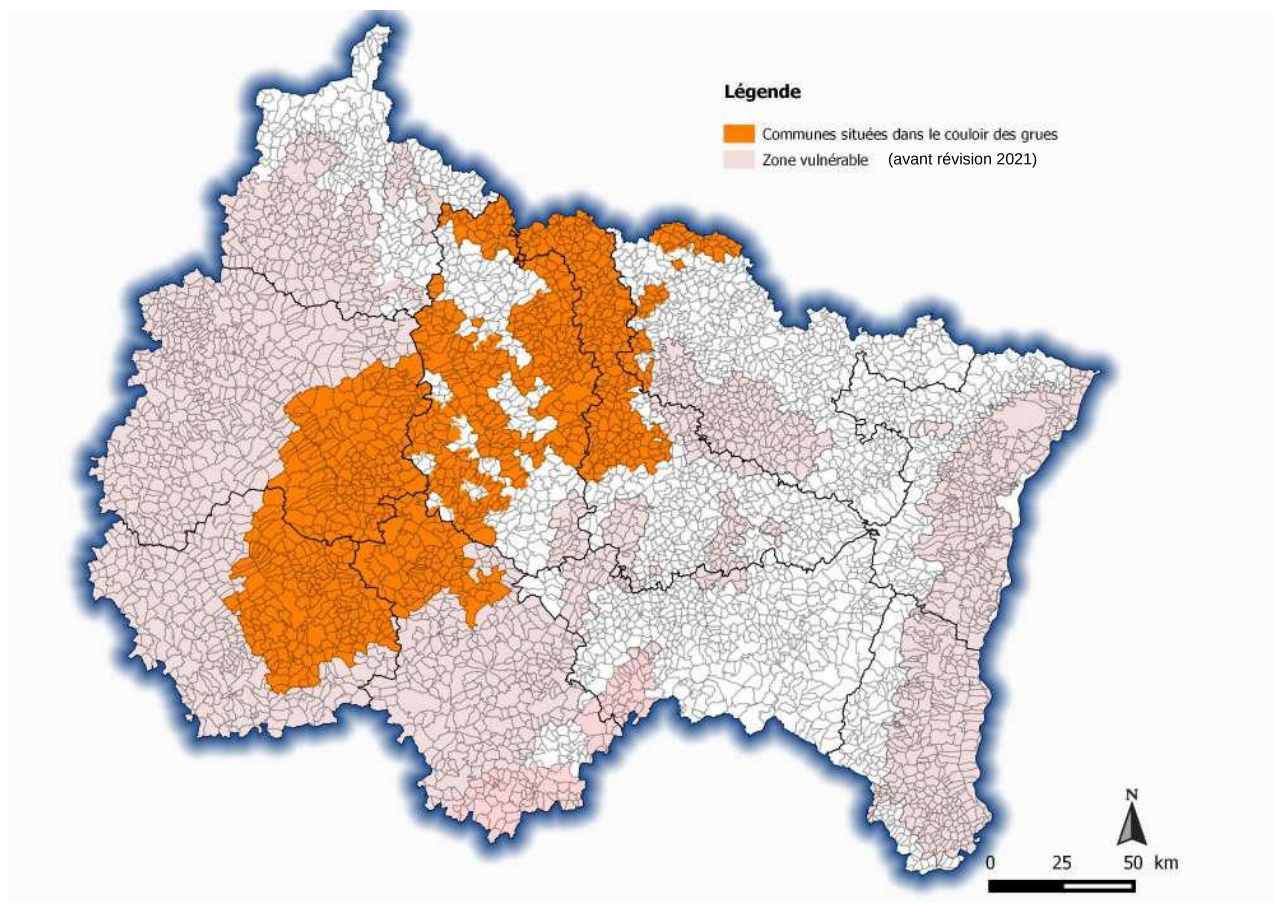 Légende
Communes situées dans le couloir des grues
Zone vulnérable (avant révision 2021)
N
0 25 50 km